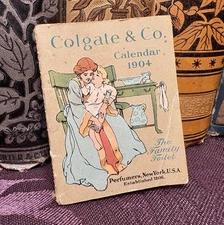 Colgate & Co.
Calendar
1904
The
Family
Toilet
Perfumers, New York, U.S.A.
Established 1806.